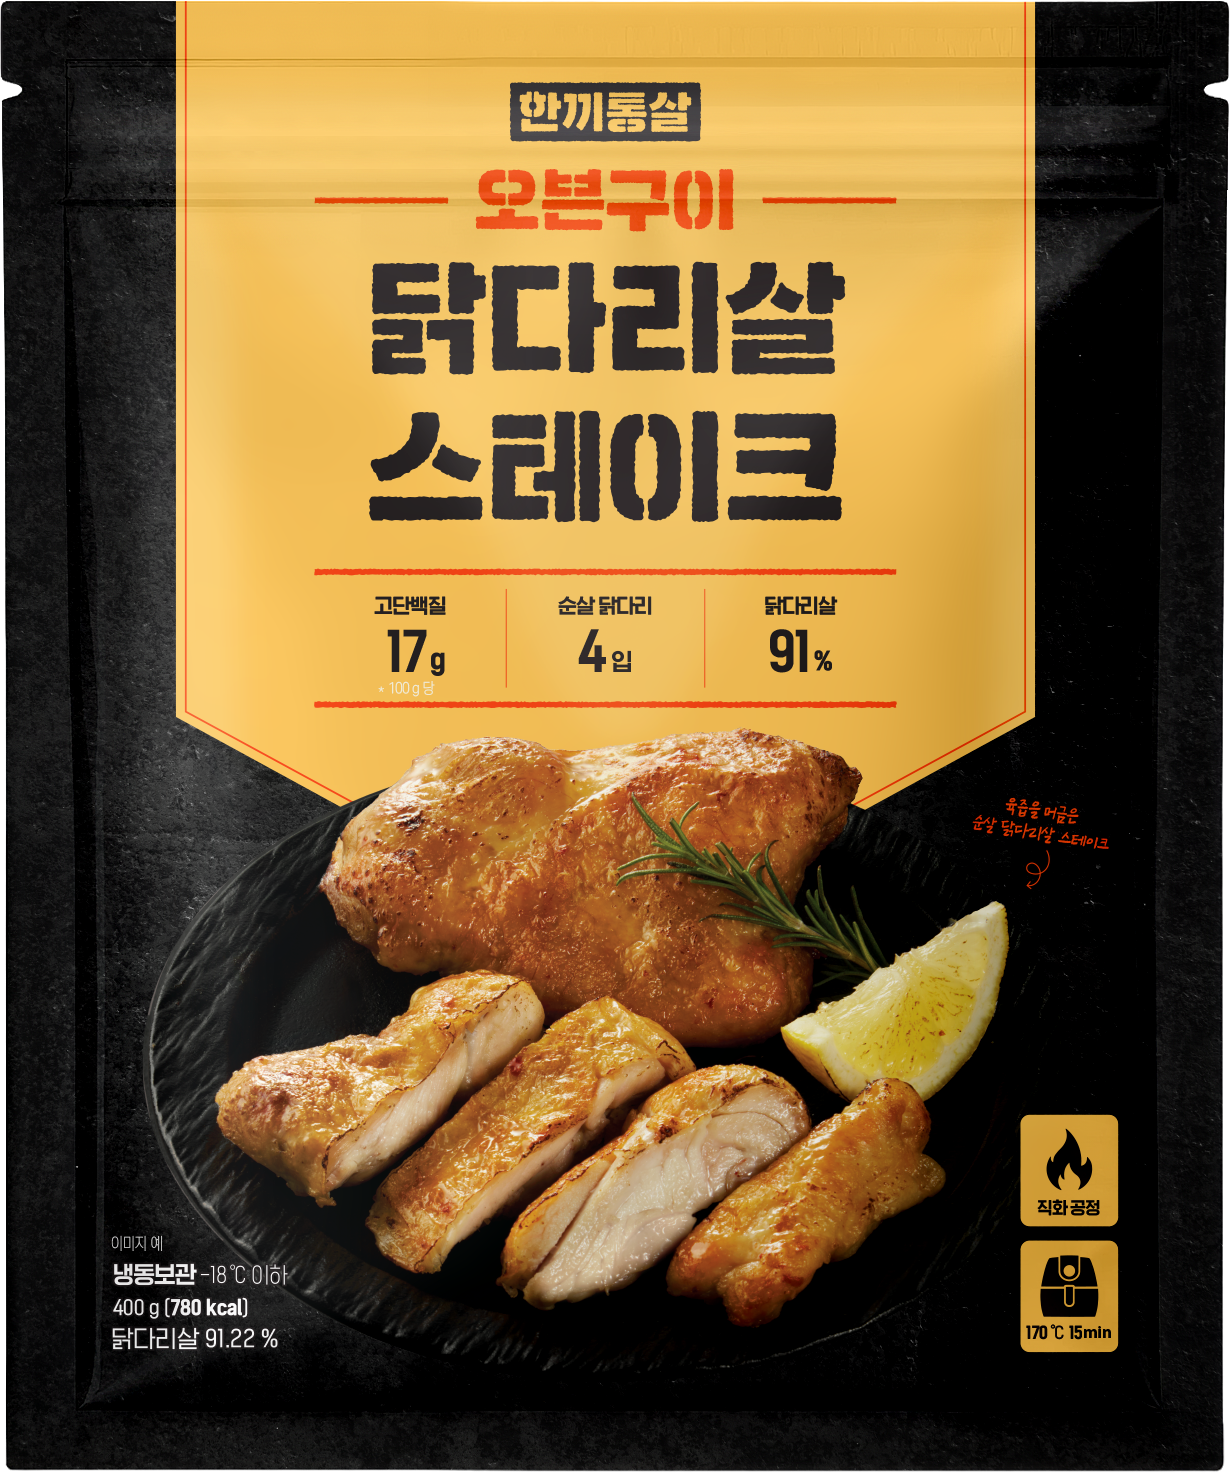 한끼통살
오븐구이
닭다리살
스테이크
고단백질
17 g
* 100 g 당
순살 닭다리
4 입
닭다리살
91 %
육즙을 머금은
순살 닭다리살 스테이크
직화 공정
170 ℃ 15min
이미지 예
냉동보관 -18 ℃ 이하
400 g (780 kcal)
닭다리살 91.22 %